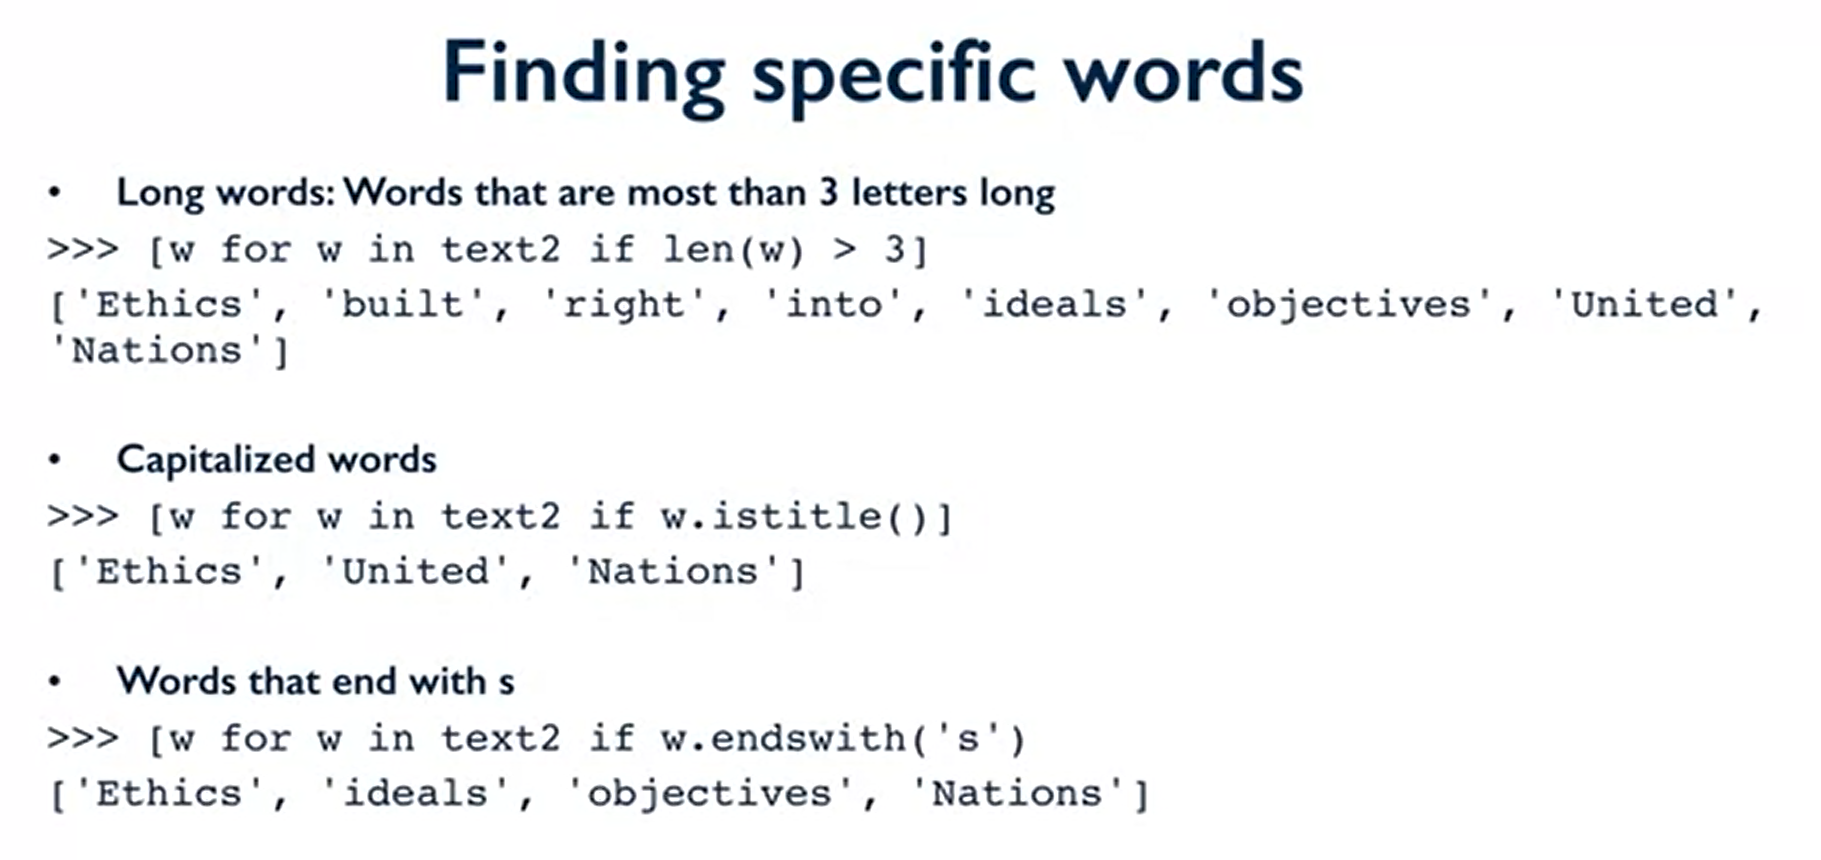 Finding specific words
• Long words: Words that are most than 3 letters long
>>> [w for w in text2 if len(w) > 3]
['Ethics', 'built', 'right', 'into', 'ideals', 'objectives', 'United',
'Nations']
• Capitalized words
>>> [w for w in text2 if w.istitle()]
['Ethics', 'United', 'Nations']
• Words that end with s
>>> [w for w in text2 if w.endswith('s')
['Ethics', 'ideals', 'objectives', 'Nations']